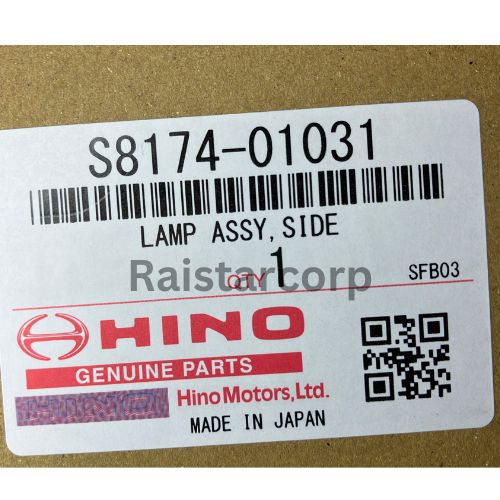 S8174-01031
LAMP ASSY, SIDE
Raistarcorp
QTY 1
SFB03
HINO
GENUINE PARTS
Hino Motors, Ltd.
MADE IN JAPAN